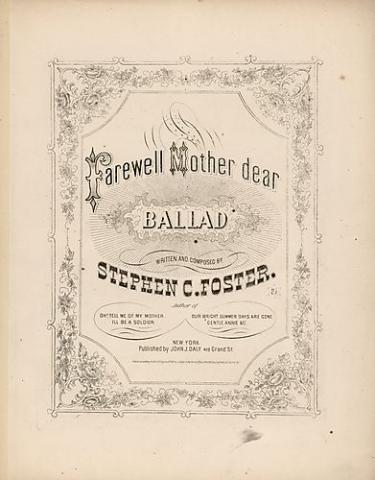 Farewell Mother dear
BALLAD
WRITTEN AND COMPOSED BY
STEPHEN C. FOSTER.
author of
OH! TELL ME OF MY MOTHER. OUR BRIGHT, SUMMER DAYS ARE GONE
I'LL BE A SOLDIER. GENTLE ANNIE &C.
NEW YORK
Published by JOHN J. DALY 419 Grand St.